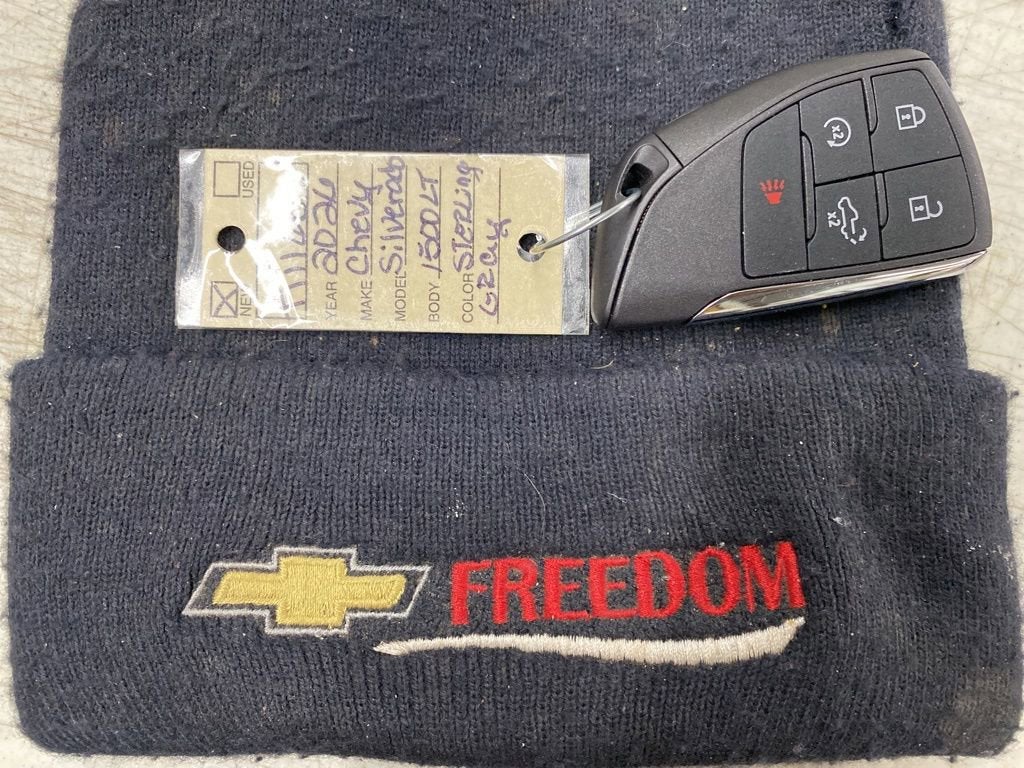 USED
NEW
YEAR 2026
MAKE Chevy
MODEL Silverado
BODY 1500 LT
COLOR STERLing
GRay
x2
x2
FREEDOM